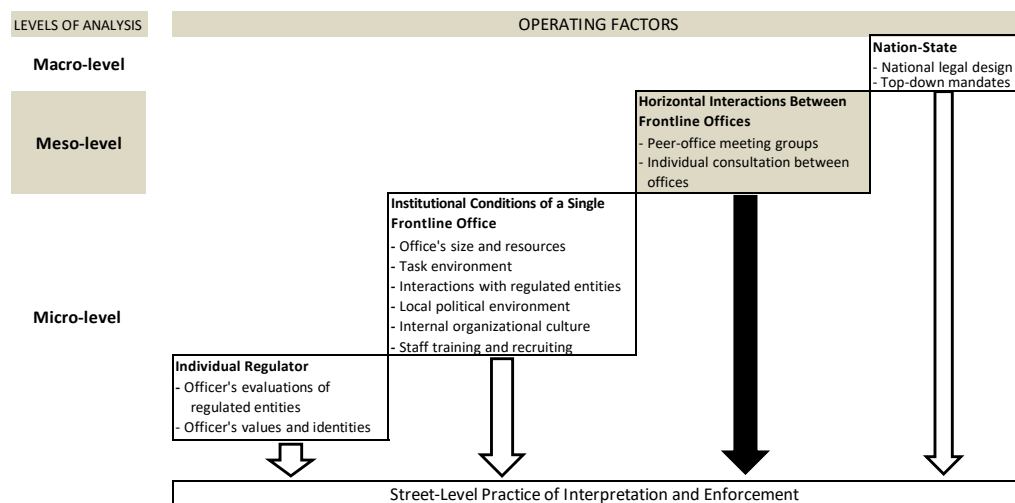 LEVELS OF ANALYSIS
OPERATING FACTORS
Macro-level
Nation-State
- National legal design
- Top-down mandates
Meso-level
Horizontal Interactions Between
Frontline Offices
- Peer-office meeting groups
- Individual consultation between
offices
Micro-level
Institutional Conditions of a Single
Frontline Office
- Office's size and resources
- Task environment
- Interactions with regulated entities
- Local political environment
- Internal organizational culture
- Staff training and recruiting
Individual Regulator
- Officer's evaluations of
regulated entities
- Officer's values and identities
Street-Level Practice of Interpretation and Enforcement